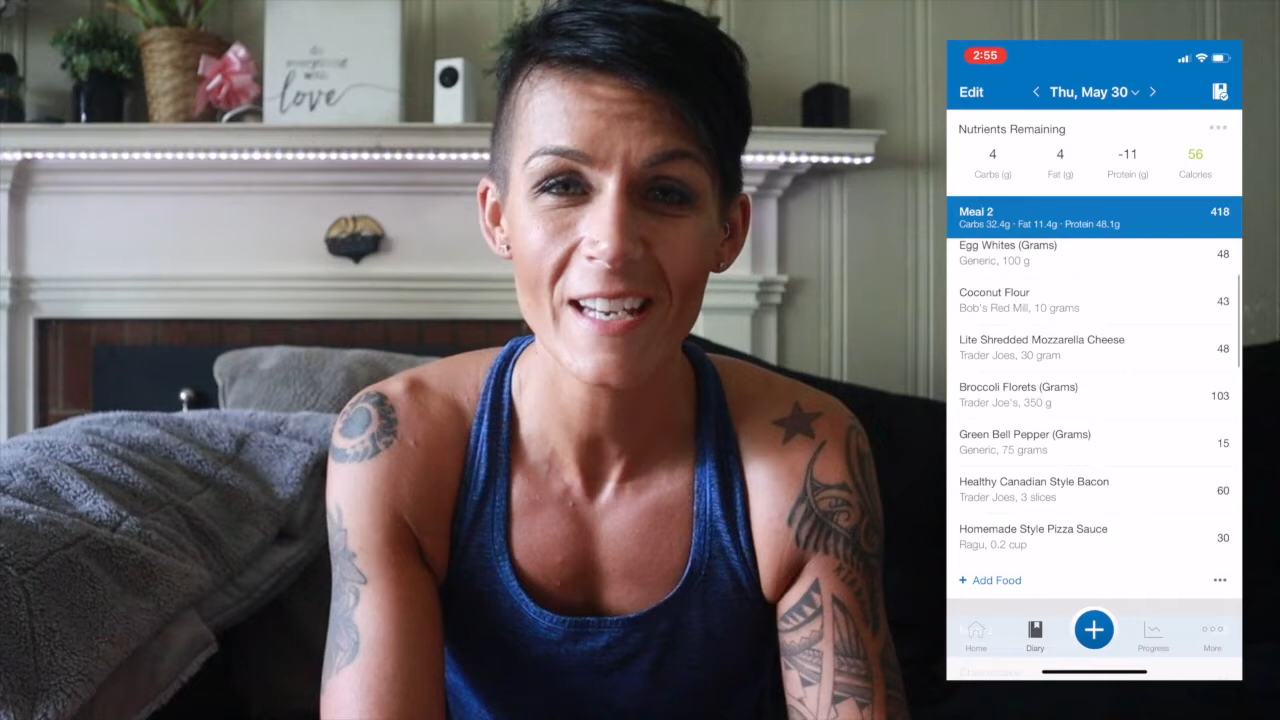 do
everything
with
love
2:55
Edit
Thu, May 30
Nutrients Remaining
4
4
-11
56
Carbs (g)
Fat (g)
Protein (g)
Calories
Meal 2
418
Carbs 32.4g · Fat 11.4g · Protein 48.1g
Egg Whites (Grams)
Generic, 100 g
48
Coconut Flour
Bob's Red Mill, 10 grams
43
Lite Shredded Mozzarella Cheese
Trader Joes, 30 gram
48
Broccoli Florets (Grams)
Trader Joe's, 350 g
103
Green Bell Pepper (Grams)
Generic, 75 grams
15
Healthy Canadian Style Bacon
Trader Joes, 3 slices
60
Homemade Style Pizza Sauce
Ragu, 0.2 cup
30
+ Add Food
Home
Diary
Progress
More